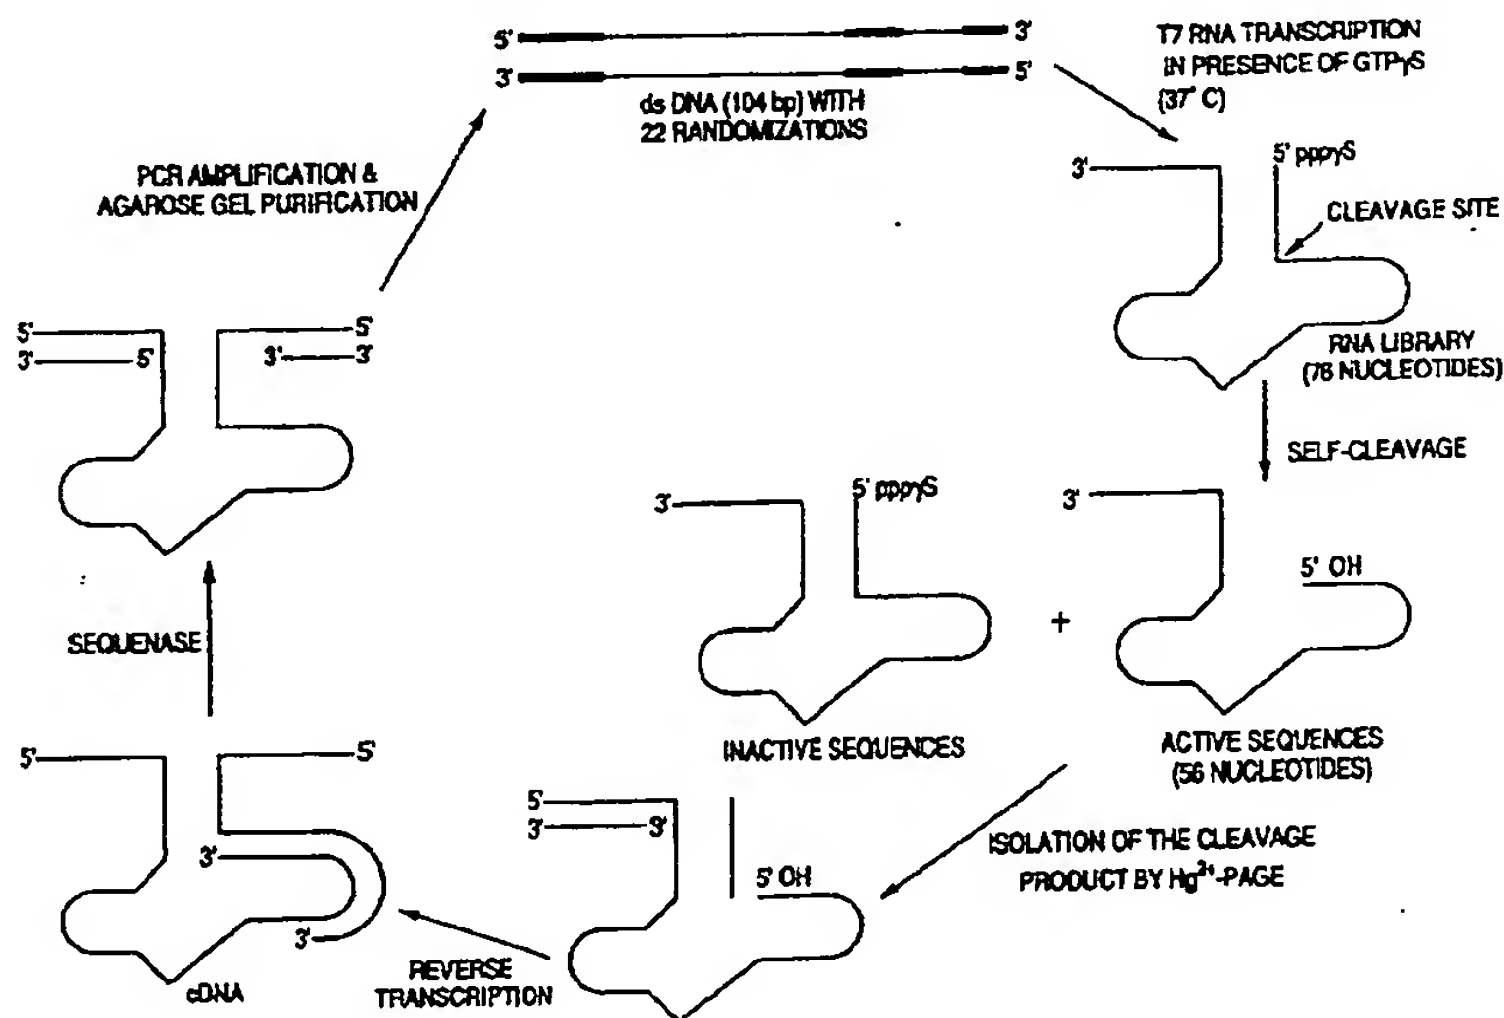 5' 3'
3' 5'
ds DNA (104 bp) WITH
22 RANDOMIZATIONS
T7 RNA TRANSCRIPTION
IN PRESENCE OF GTPγS
(37° C)
3'
5' pppγS
CLEAVAGE SITE
RNA LIBRARY
(76 NUCLEOTIDES)
SELF-CLEAVAGE
3'
5' OH
ACTIVE SEQUENCES
(56 NUCLEOTIDES)
+
3'
5' pppγS
INACTIVE SEQUENCES
ISOLATION OF THE CLEAVAGE
PRODUCT BY Hg²⁺-PAGE
5'
3' 3'
5' OH
REVERSE
TRANSCRIPTION
5' 5'
3'
3'
cDNA
SEQUENASE
5' 5'
3' 5' 3' 3'
PCR AMPLIFICATION &
AGAROSE GEL PURIFICATION